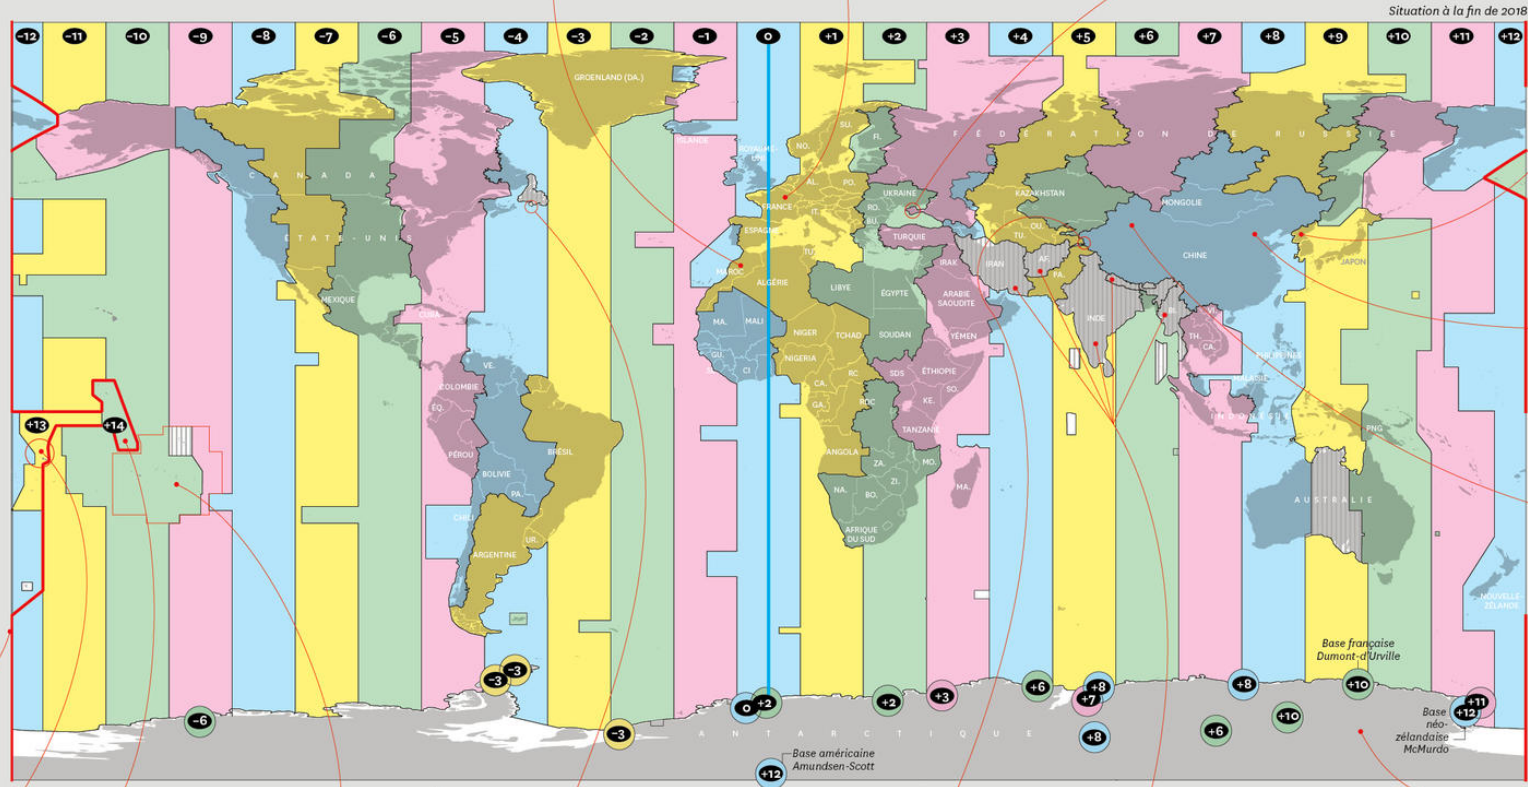 Situation à la fin de 2018
−12 −11 −10 −9 −8 −7 −6 −5 −4 −3 −2 −1 0 +1 +2 +3 +4 +5 +6 +7 +8 +9 +10 +11 +12
GROENLAND (DA.)
SU.
FI.
NO.
FÉDÉRATION DE RUSSIE
ISLANDE
ROYAUME-
UNI
CANADA
AL.
PO.
UKRAINE
KAZAKHSTAN
MONGOLIE
FRANCE
IT.
RO.
BU.
ESPAGNE
ÉTATS-UNIS
TURQUIE
OU.
TU.
TU.
CHINE
JAPON
MAROC
ALGÉRIE
LIBYE
ÉGYPTE
IRAK
IRAN
AF.
PA.
MEXIQUE
CUBA
ARABIE
SAOUDITE
INDE
BI.
VI.
MA.
MALI
NIGER
TCHAD
SOUDAN
YÉMEN
TH.
CA.
GU.
CI
NIGERIA
RC
SDS
ÉTHIOPIE
SO.
PHILIPPINES
MALAISIE
INDONÉSIE
VE.
COLOMBIE
ÉQ.
CA.
GA.
RDC
KE.
TANZANIE
PNG
+13
+14
PÉROU
BRÉSIL
BOLIVIE
PA.
ANGOLA
ZA.
MO.
ZI.
NA.
BO.
MA.
AUSTRALIE
CHILI
UR.
ARGENTINE
AFRIQUE
DU SUD
NOUVELLE-
ZÉLANDE
Base française
Dumont-d'Urville
−6
−3
−3
−3
0
+2
+2
+3
+6
+8
+7
+8
+8
+6
+10
+10
+11
+12
ANTARCTIQUE
Base
néo-
zélandaise
McMurdo
+12
Base américaine
Amundsen-Scott